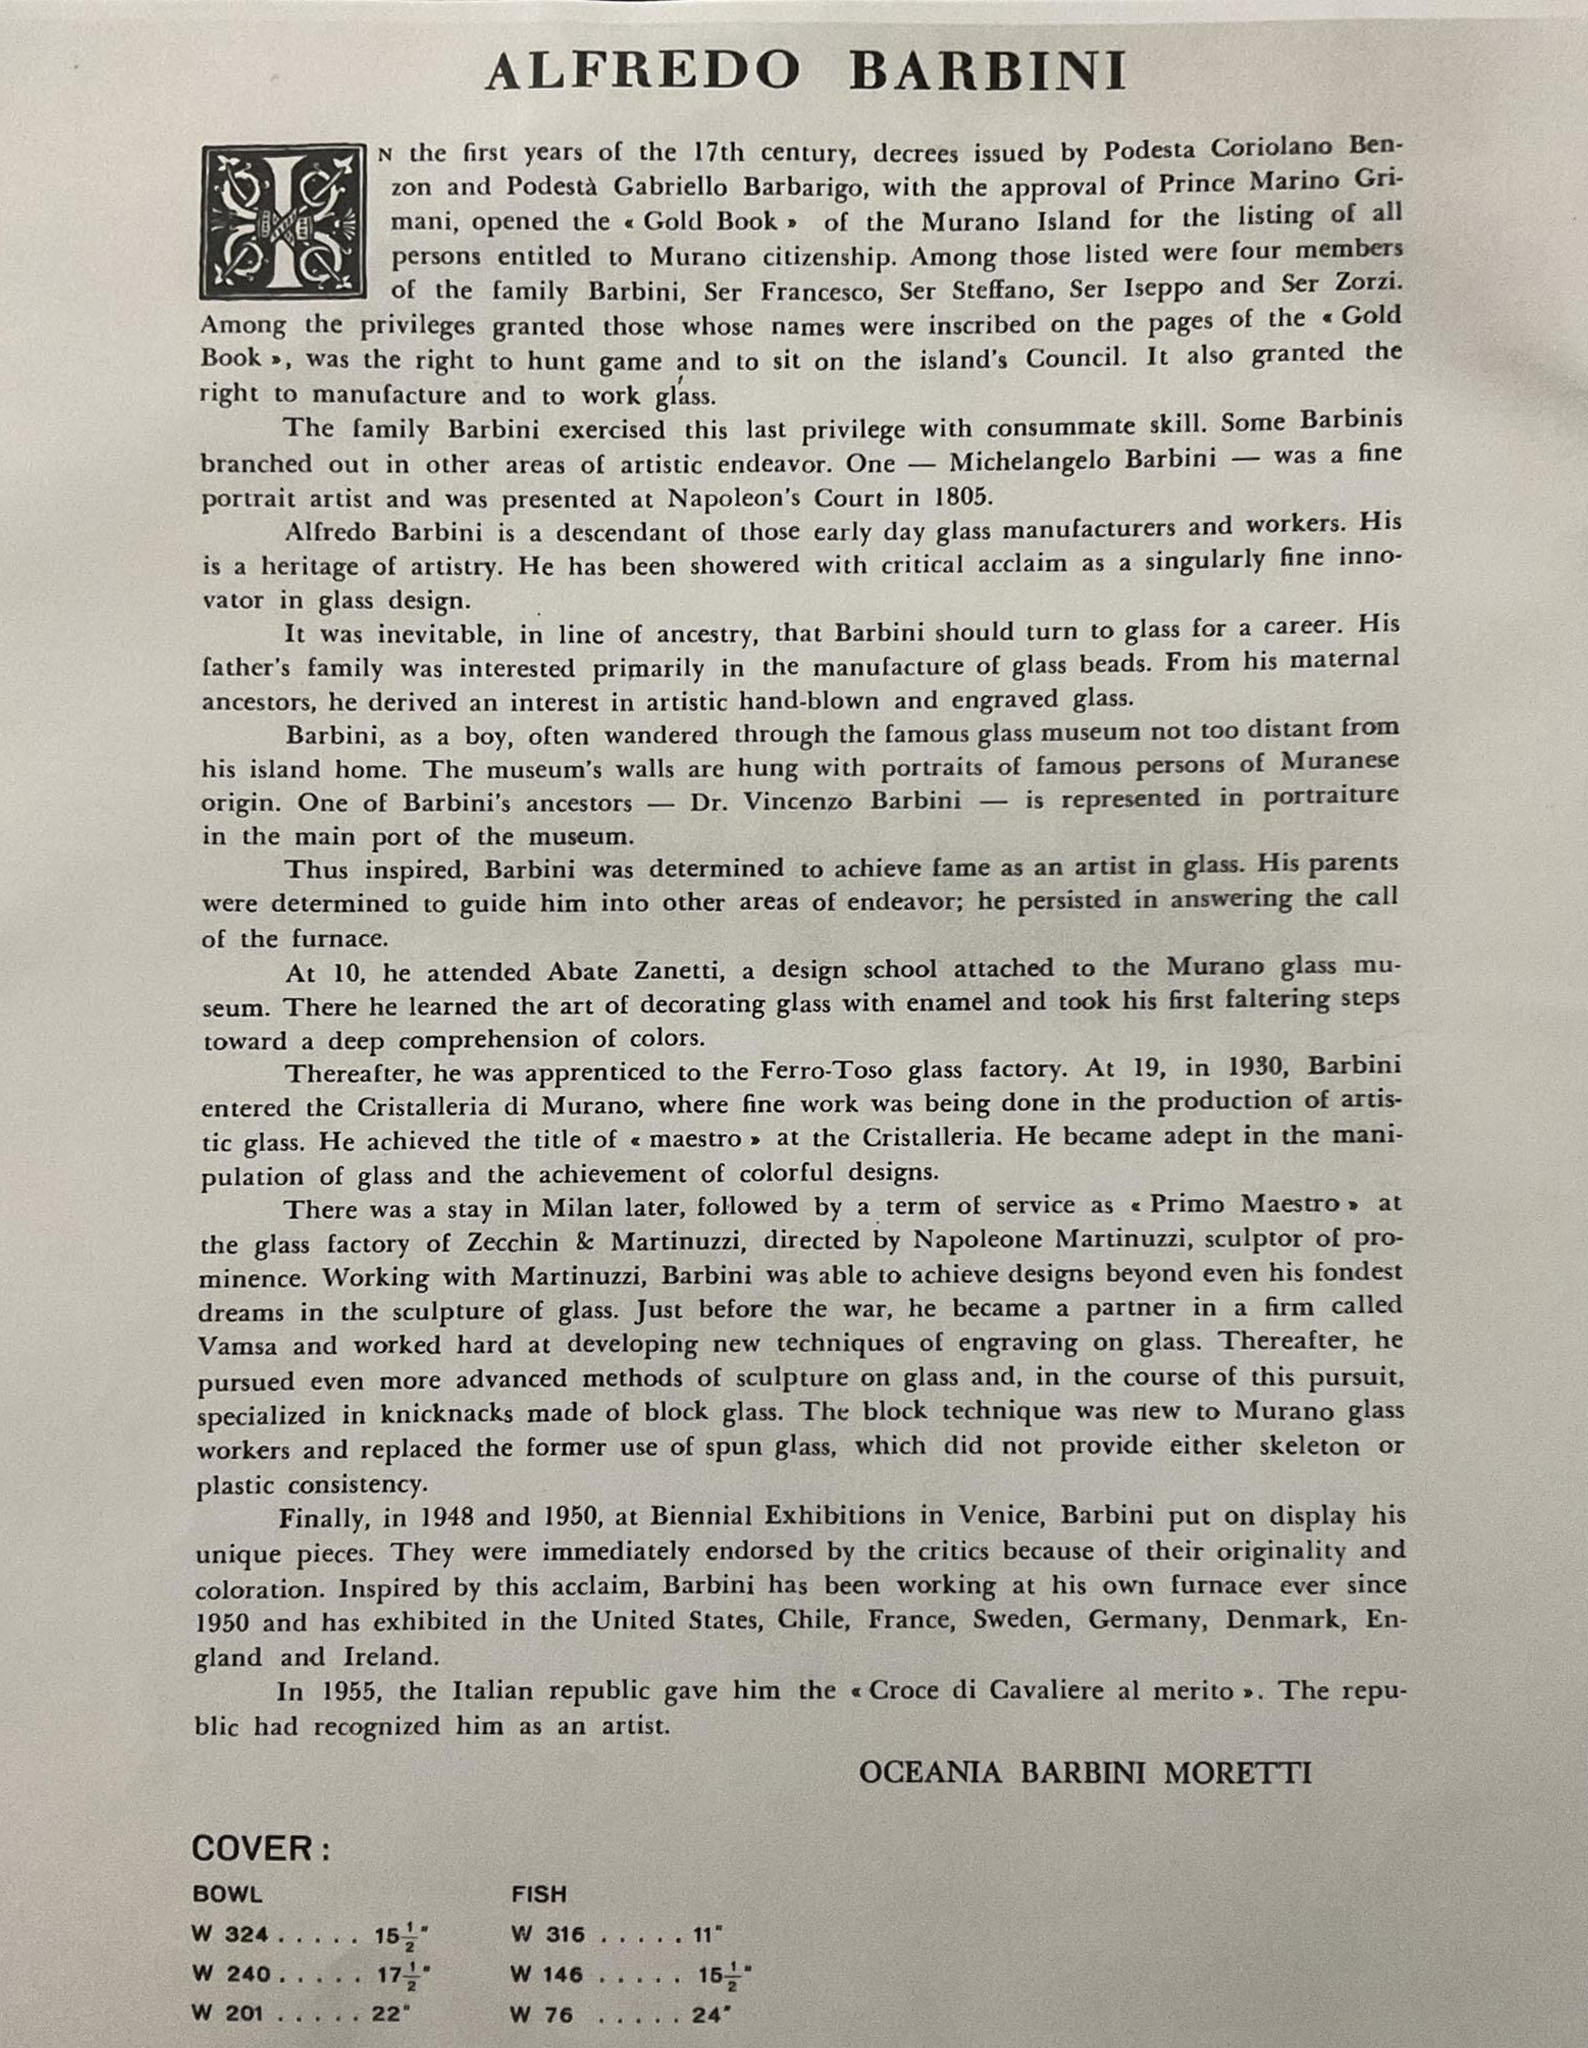 ALFREDO BARBINI
IN the first years of the 17th century, decrees issued by Podesta Coriolano Ben-
zon and Podestà Gabriello Barbarigo, with the approval of Prince Marino Gri-
mani, opened the « Gold Book » of the Murano Island for the listing of all
persons entitled to Murano citizenship. Among those listed were four members
of the family Barbini, Ser Francesco, Ser Steffano, Ser Iseppo and Ser Zorzi.
Among the privileges granted those whose names were inscribed on the pages of the « Gold
Book », was the right to hunt game and to sit on the island's Council. It also granted the
right to manufacture and to work glass.
The family Barbini exercised this last privilege with consummate skill. Some Barbinis
branched out in other areas of artistic endeavor. One — Michelangelo Barbini — was a fine
portrait artist and was presented at Napoleon's Court in 1805.
Alfredo Barbini is a descendant of those early day glass manufacturers and workers. His
is a heritage of artistry. He has been showered with critical acclaim as a singularly fine inno-
vator in glass design.
It was inevitable, in line of ancestry, that Barbini should turn to glass for a career. His
father's family was interested primarily in the manufacture of glass beads. From his maternal
ancestors, he derived an interest in artistic hand-blown and engraved glass.
Barbini, as a boy, often wandered through the famous glass museum not too distant from
his island home. The museum's walls are hung with portraits of famous persons of Muranese
origin. One of Barbini's ancestors — Dr. Vincenzo Barbini — is represented in portraiture
in the main port of the museum.
Thus inspired, Barbini was determined to achieve fame as an artist in glass. His parents
were determined to guide him into other areas of endeavor; he persisted in answering the call
of the furnace.
At 10, he attended Abate Zanetti, a design school attached to the Murano glass mu-
seum. There he learned the art of decorating glass with enamel and took his first faltering steps
toward a deep comprehension of colors.
Thereafter, he was apprenticed to the Ferro-Toso glass factory. At 19, in 1930, Barbini
entered the Cristalleria di Murano, where fine work was being done in the production of artis-
tic glass. He achieved the title of « maestro » at the Cristalleria. He became adept in the mani-
pulation of glass and the achievement of colorful designs.
There was a stay in Milan later, followed by a term of service as « Primo Maestro » at
the glass factory of Zecchin & Martinuzzi, directed by Napoleone Martinuzzi, sculptor of pro-
minence. Working with Martinuzzi, Barbini was able to achieve designs beyond even his fondest
dreams in the sculpture of glass. Just before the war, he became a partner in a firm called
Vamsa and worked hard at developing new techniques of engraving on glass. Thereafter, he
pursued even more advanced methods of sculpture on glass and, in the course of this pursuit,
specialized in knicknacks made of block glass. The block technique was new to Murano glass
workers and replaced the former use of spun glass, which did not provide either skeleton or
plastic consistency.
Finally, in 1948 and 1950, at Biennial Exhibitions in Venice, Barbini put on display his
unique pieces. They were immediately endorsed by the critics because of their originality and
coloration. Inspired by this acclaim, Barbini has been working at his own furnace ever since
1950 and has exhibited in the United States, Chile, France, Sweden, Germany, Denmark, En-
gland and Ireland.
In 1955, the Italian republic gave him the « Croce di Cavaliere al merito ». The repu-
blic had recognized him as an artist.
OCEANIA BARBINI MORETTI
COVER :
BOWL
W 324 . . . . . 15 1/2"
W 240 . . . . . 17 1/2"
W 201 . . . . . 22"
FISH
W 316 . . . . . 11"
W 146 . . . . . 15 1/2"
W 76 . . . . . 24"